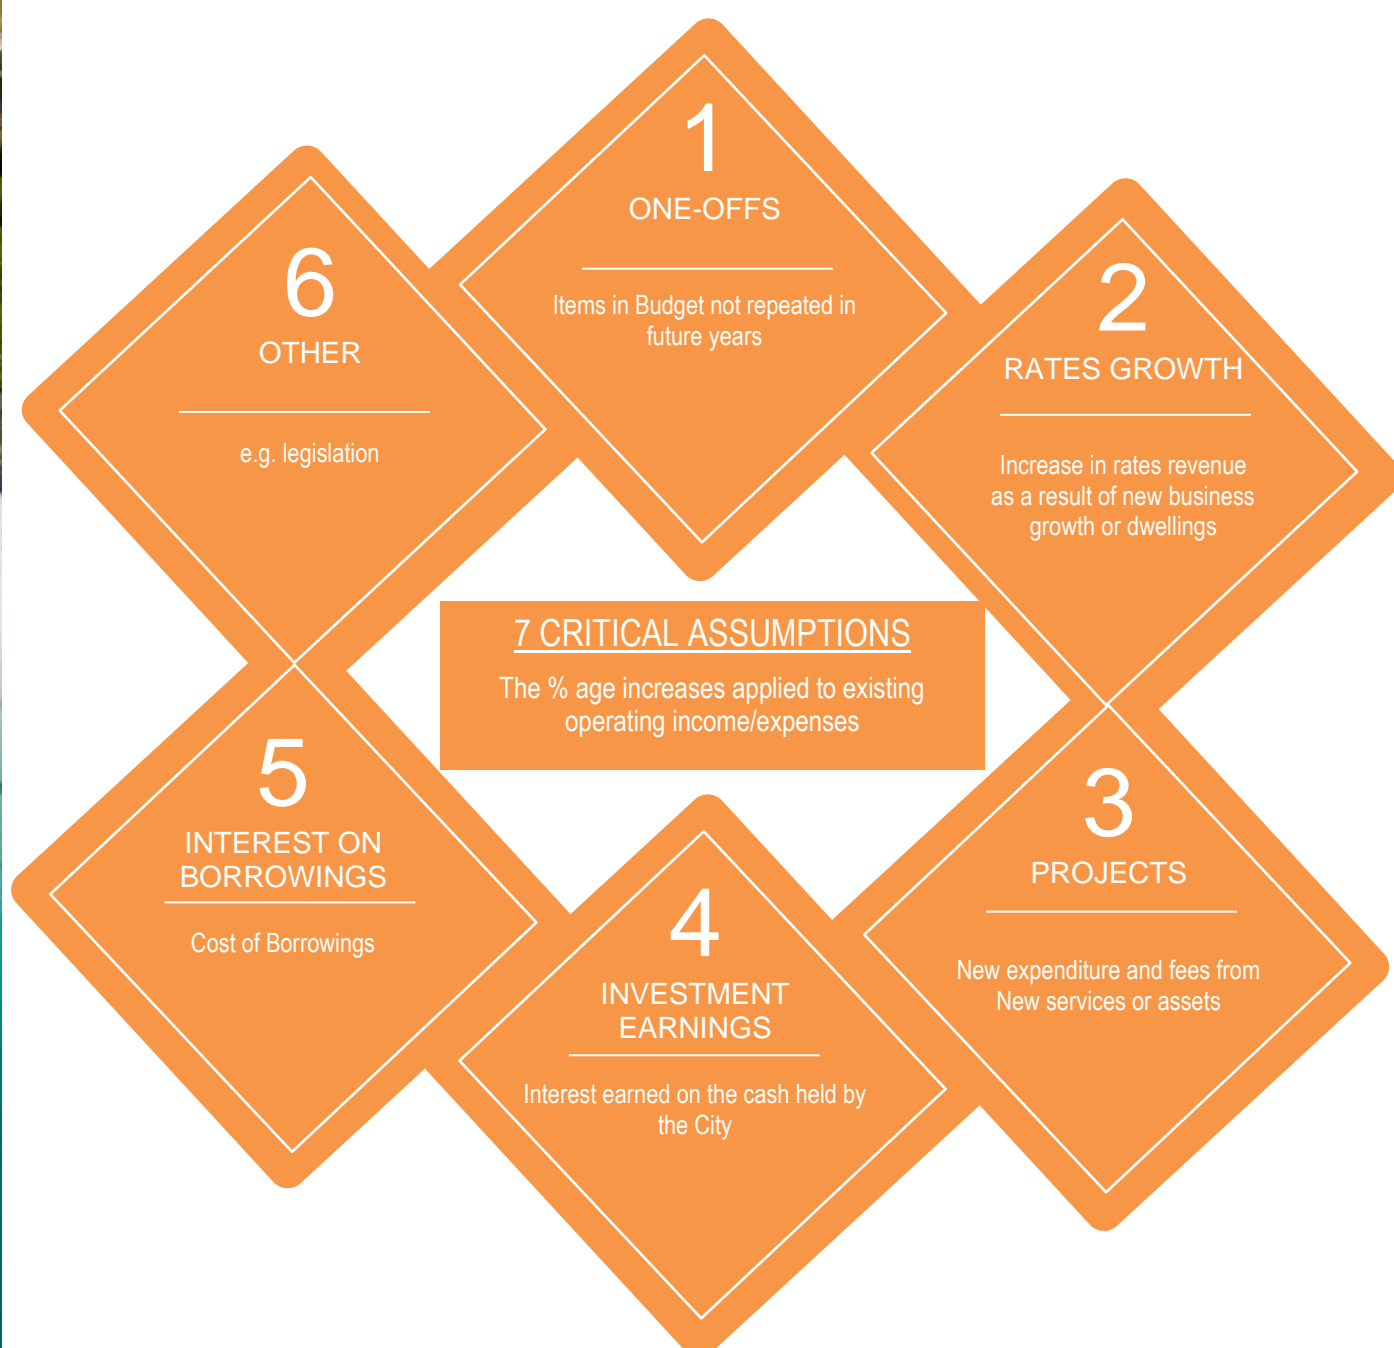 1
ONE-OFFS
Items in Budget not repeated in
future years
2
RATES GROWTH
Increase in rates revenue
as a result of new business
growth or dwellings
3
PROJECTS
New expenditure and fees from
New services or assets
4
INVESTMENT
EARNINGS
Interest earned on the cash held by
the City
5
INTEREST ON
BORROWINGS
Cost of Borrowings
6
OTHER
e.g. legislation
7 CRITICAL ASSUMPTIONS
The % age increases applied to existing
operating income/expenses